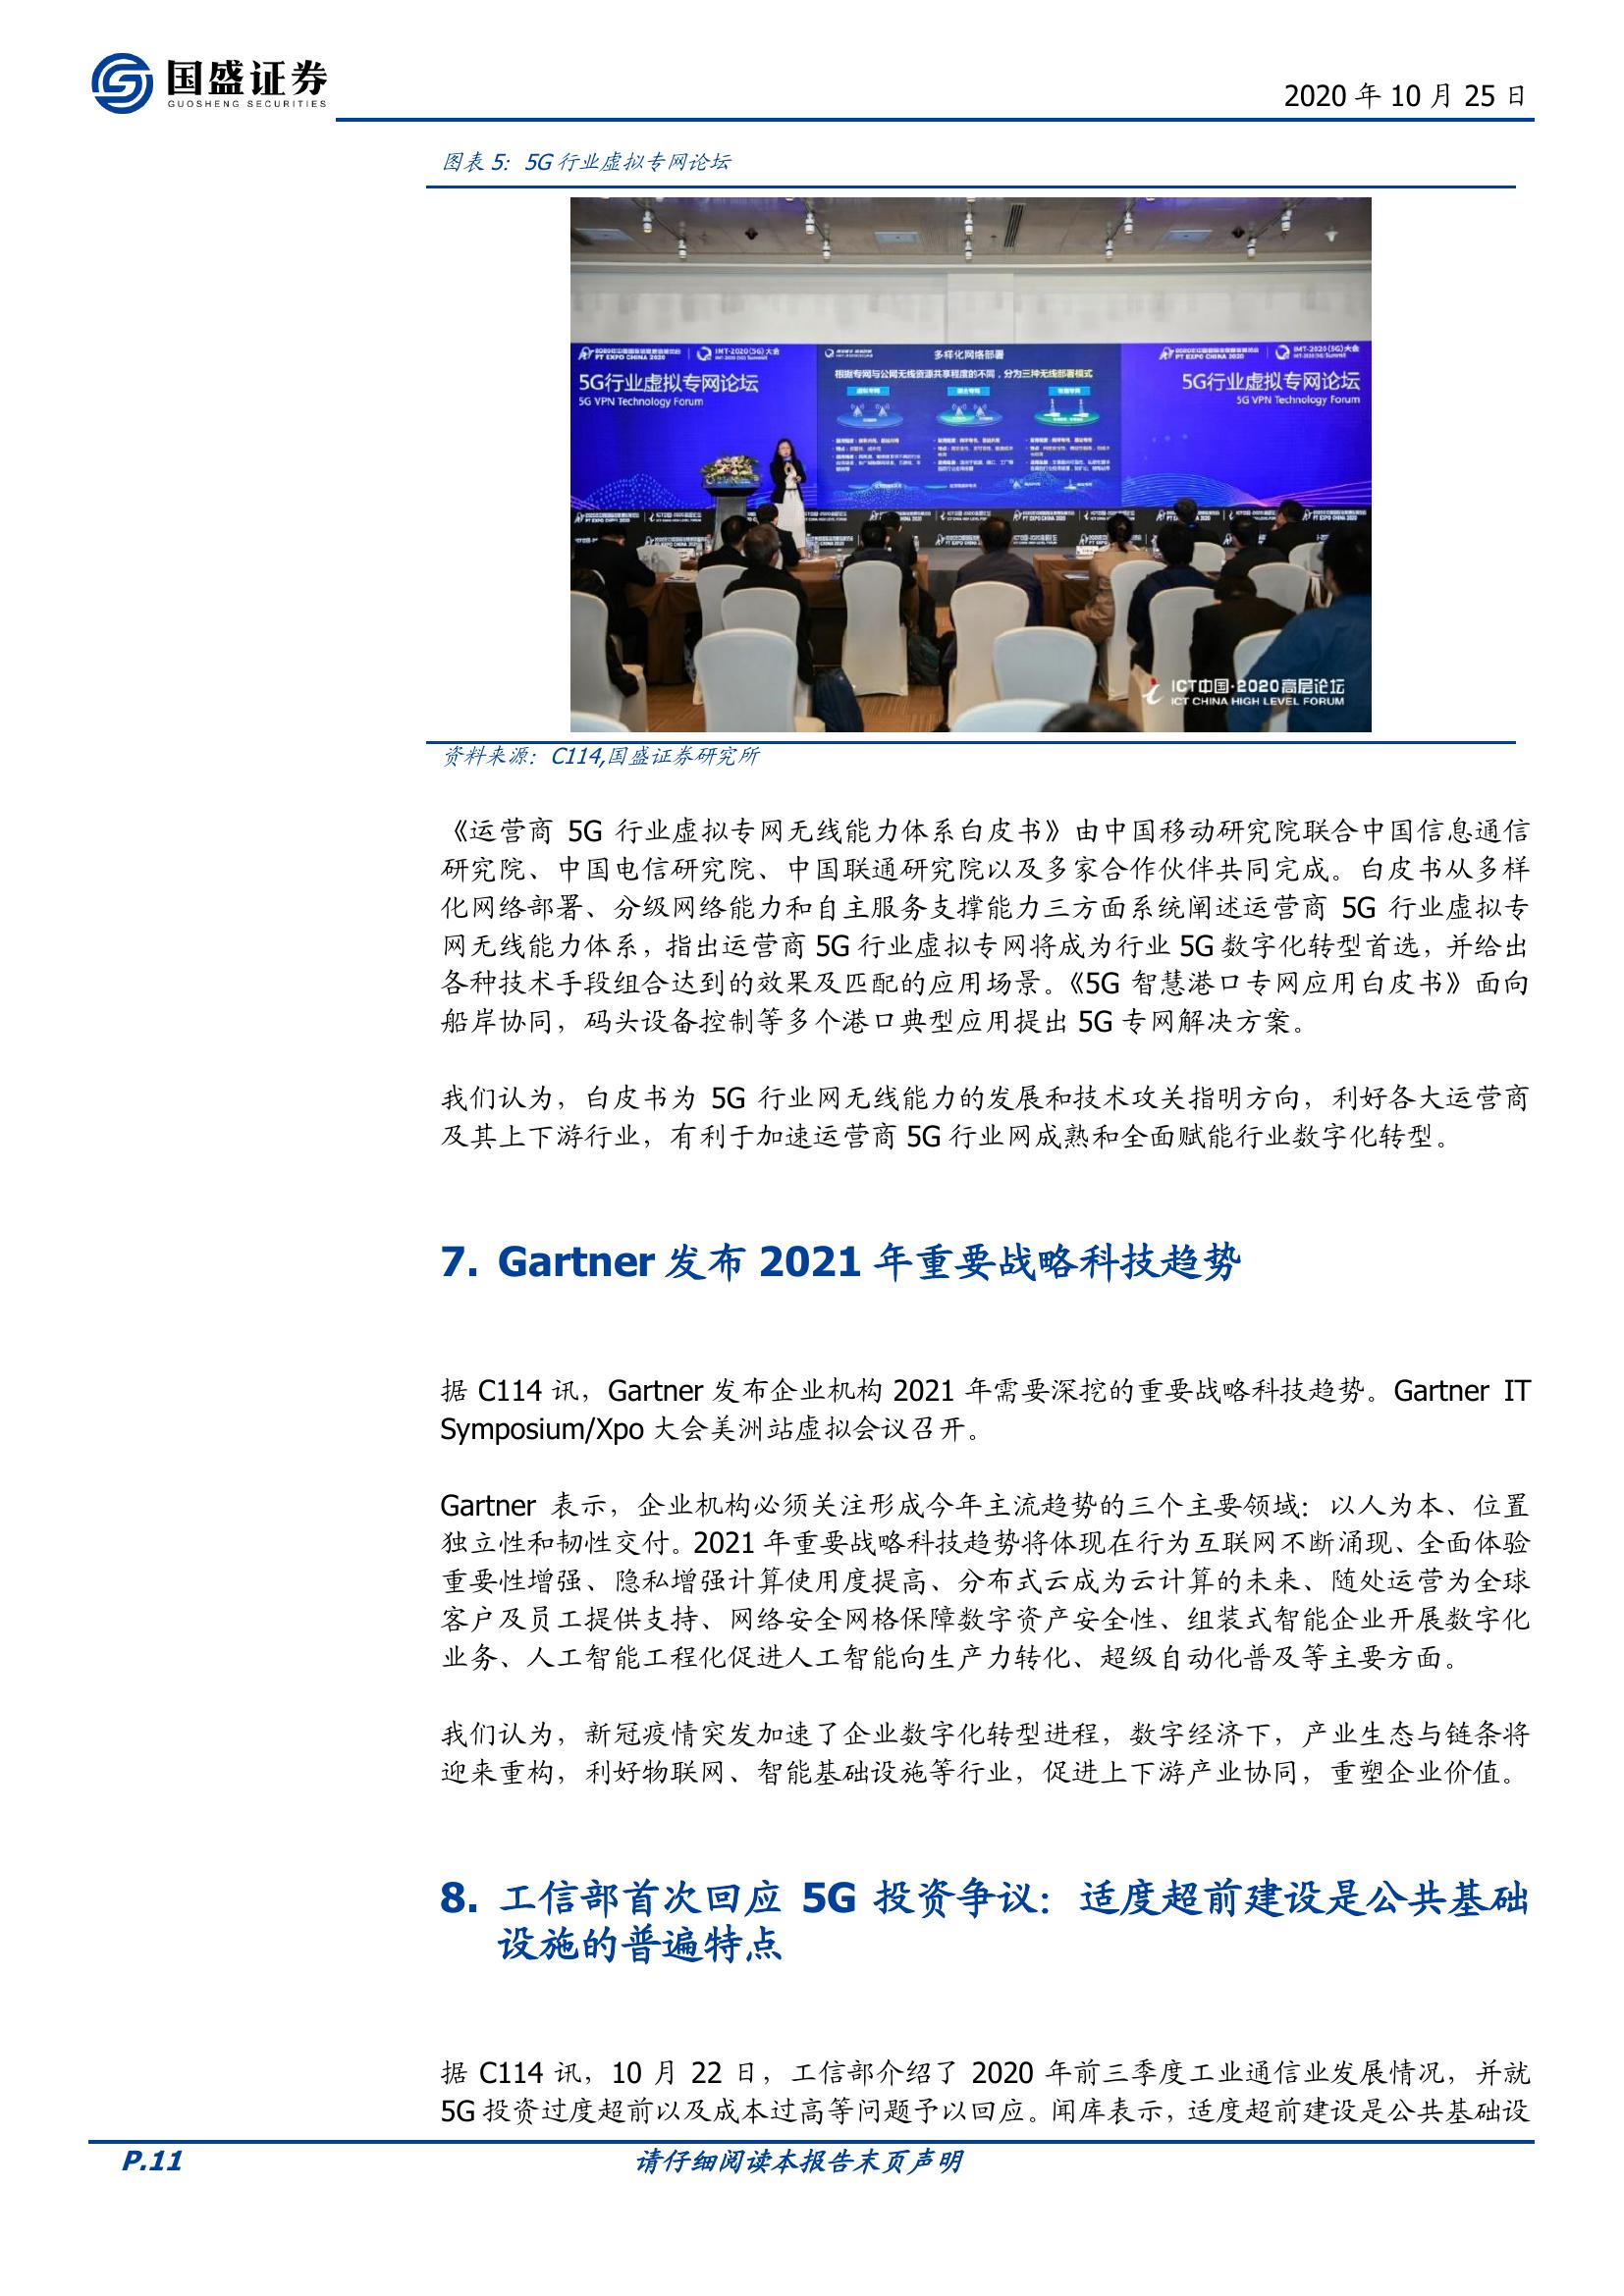 国盛证券
GUOSHENG SECURITIES
2020 年 10 月 25 日
图表 5：5G 行业虚拟专网论坛
PT EXPO CHINA 2020
IMT-2020(5G)大会
5G行业虚拟专网论坛
5G VPN Technology Forum
多样化网络部署
根据专网与公网无线资源共享程度的不同，分为三种无线部署模式
PT EXPO CHINA 2020
IMT-2020(5G)大会
5G行业虚拟专网论坛
5G VPN Technology Forum
ICT中国·2020高层论坛
ICT CHINA HIGH LEVEL FORUM
资料来源：C114,国盛证券研究所
《运营商 5G 行业虚拟专网无线能力体系白皮书》由中国移动研究院联合中国信息通信
研究院、中国电信研究院、中国联通研究院以及多家合作伙伴共同完成。白皮书从多样
化网络部署、分级网络能力和自主服务支撑能力三方面系统阐述运营商 5G 行业虚拟专
网无线能力体系，指出运营商 5G 行业虚拟专网将成为行业 5G 数字化转型首选，并给出
各种技术手段组合达到的效果及匹配的应用场景。《5G 智慧港口专网应用白皮书》面向
船岸协同，码头设备控制等多个港口典型应用提出 5G 专网解决方案。
我们认为，白皮书为 5G 行业网无线能力的发展和技术攻关指明方向，利好各大运营商
及其上下游行业，有利于加速运营商 5G 行业网成熟和全面赋能行业数字化转型。
7. Gartner 发布 2021 年重要战略科技趋势
据 C114 讯，Gartner 发布企业机构 2021 年需要深挖的重要战略科技趋势。Gartner IT
Symposium/Xpo 大会美洲站虚拟会议召开。
Gartner 表示，企业机构必须关注形成今年主流趋势的三个主要领域：以人为本、位置
独立性和韧性交付。2021 年重要战略科技趋势将体现在行为互联网不断涌现、全面体验
重要性增强、隐私增强计算使用度提高、分布式云成为云计算的未来、随处运营为全球
客户及员工提供支持、网络安全网格保障数字资产安全性、组装式智能企业开展数字化
业务、人工智能工程化促进人工智能向生产力转化、超级自动化普及等主要方面。
我们认为，新冠疫情突发加速了企业数字化转型进程，数字经济下，产业生态与链条将
迎来重构，利好物联网、智能基础设施等行业，促进上下游产业协同，重塑企业价值。
8. 工信部首次回应 5G 投资争议：适度超前建设是公共基础
设施的普遍特点
据 C114 讯，10 月 22 日，工信部介绍了 2020 年前三季度工业通信业发展情况，并就
5G 投资过度超前以及成本过高等问题予以回应。闻库表示，适度超前建设是公共基础设
P.11
请仔细阅读本报告末页声明